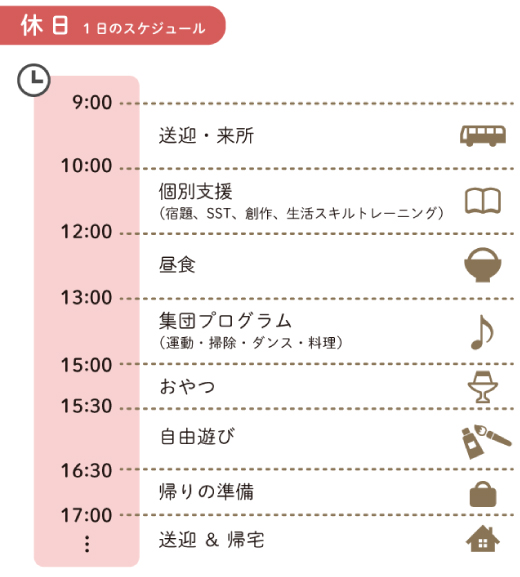 休日 1日のスケジュール
9:00
送迎・来所
10:00
個別支援
（宿題、SST、創作、生活スキルトレーニング）
12:00
昼食
13:00
集団プログラム
（運動・掃除・ダンス・料理）
15:00
おやつ
15:30
自由遊び
16:30
帰りの準備
17:00
送迎 & 帰宅
⋮